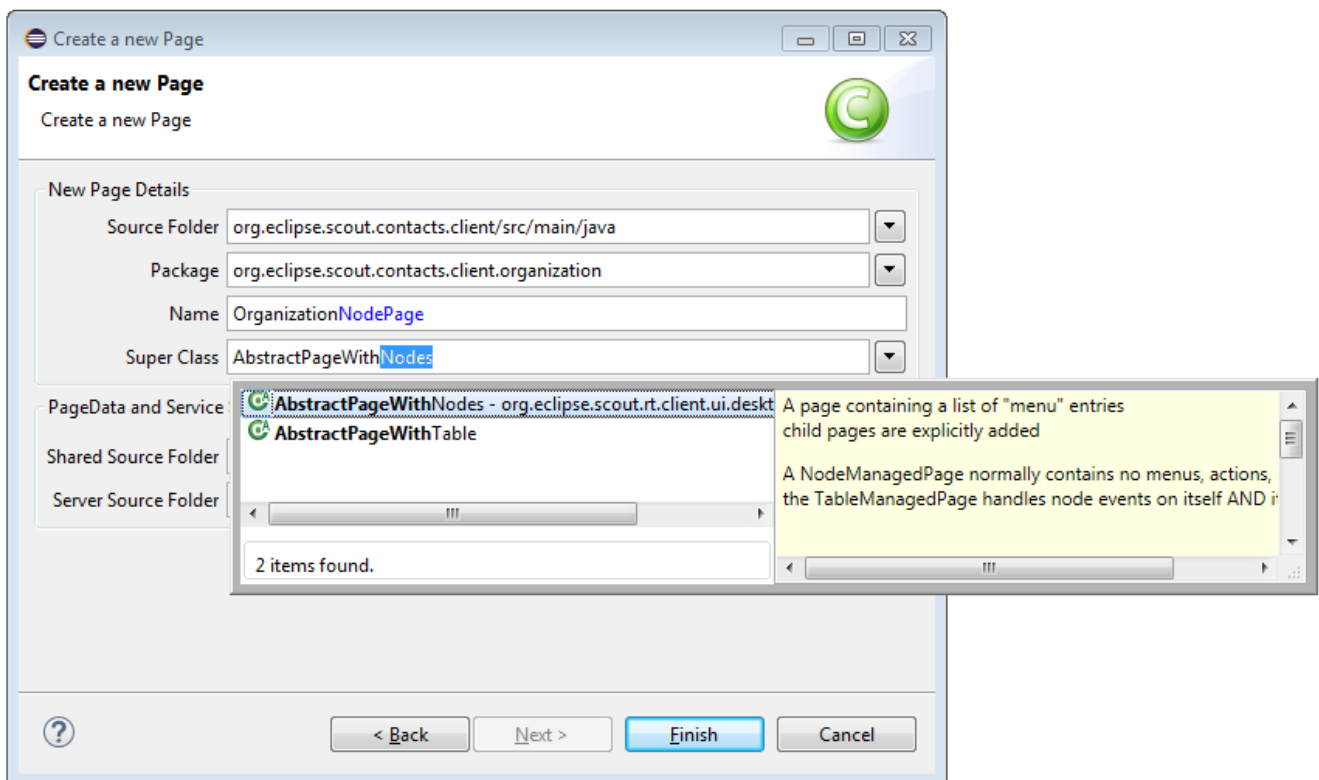 Create a new Page
Create a new Page
Create a new Page
New Page Details
Source Folder org.eclipse.scout.contacts.client/src/main/java
Package org.eclipse.scout.contacts.client.organization
Name OrganizationNodePage
Super Class AbstractPageWithNodes
PageData and Service
AbstractPageWithNodes - org.eclipse.scout.rt.client.ui.deskt
AbstractPageWithTable
2 items found.
A page containing a list of "menu" entries
child pages are explicitly added
A NodeManagedPage normally contains no menus, actions,
the TableManagedPage handles node events on itself AND
Shared Source Folder
Server Source Folder
< Back Next > Finish Cancel